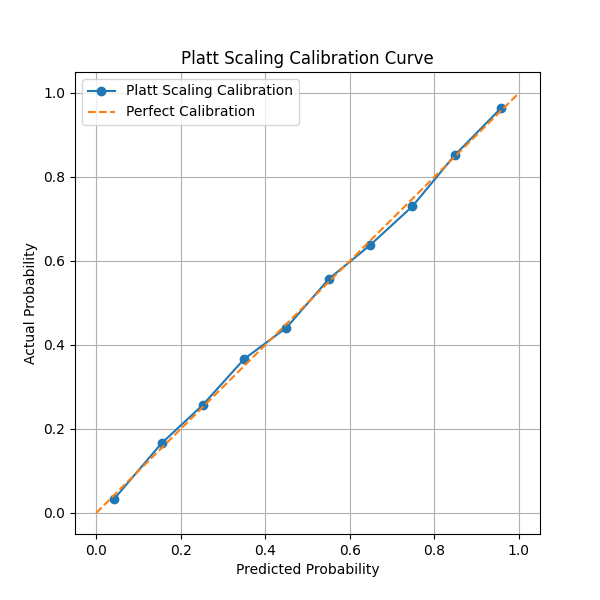 Platt Scaling Calibration Curve
Platt Scaling Calibration
Perfect Calibration
1.0
0.8
0.6
0.4
0.2
0.0
Actual Probability
0.0 0.2 0.4 0.6 0.8 1.0
Predicted Probability